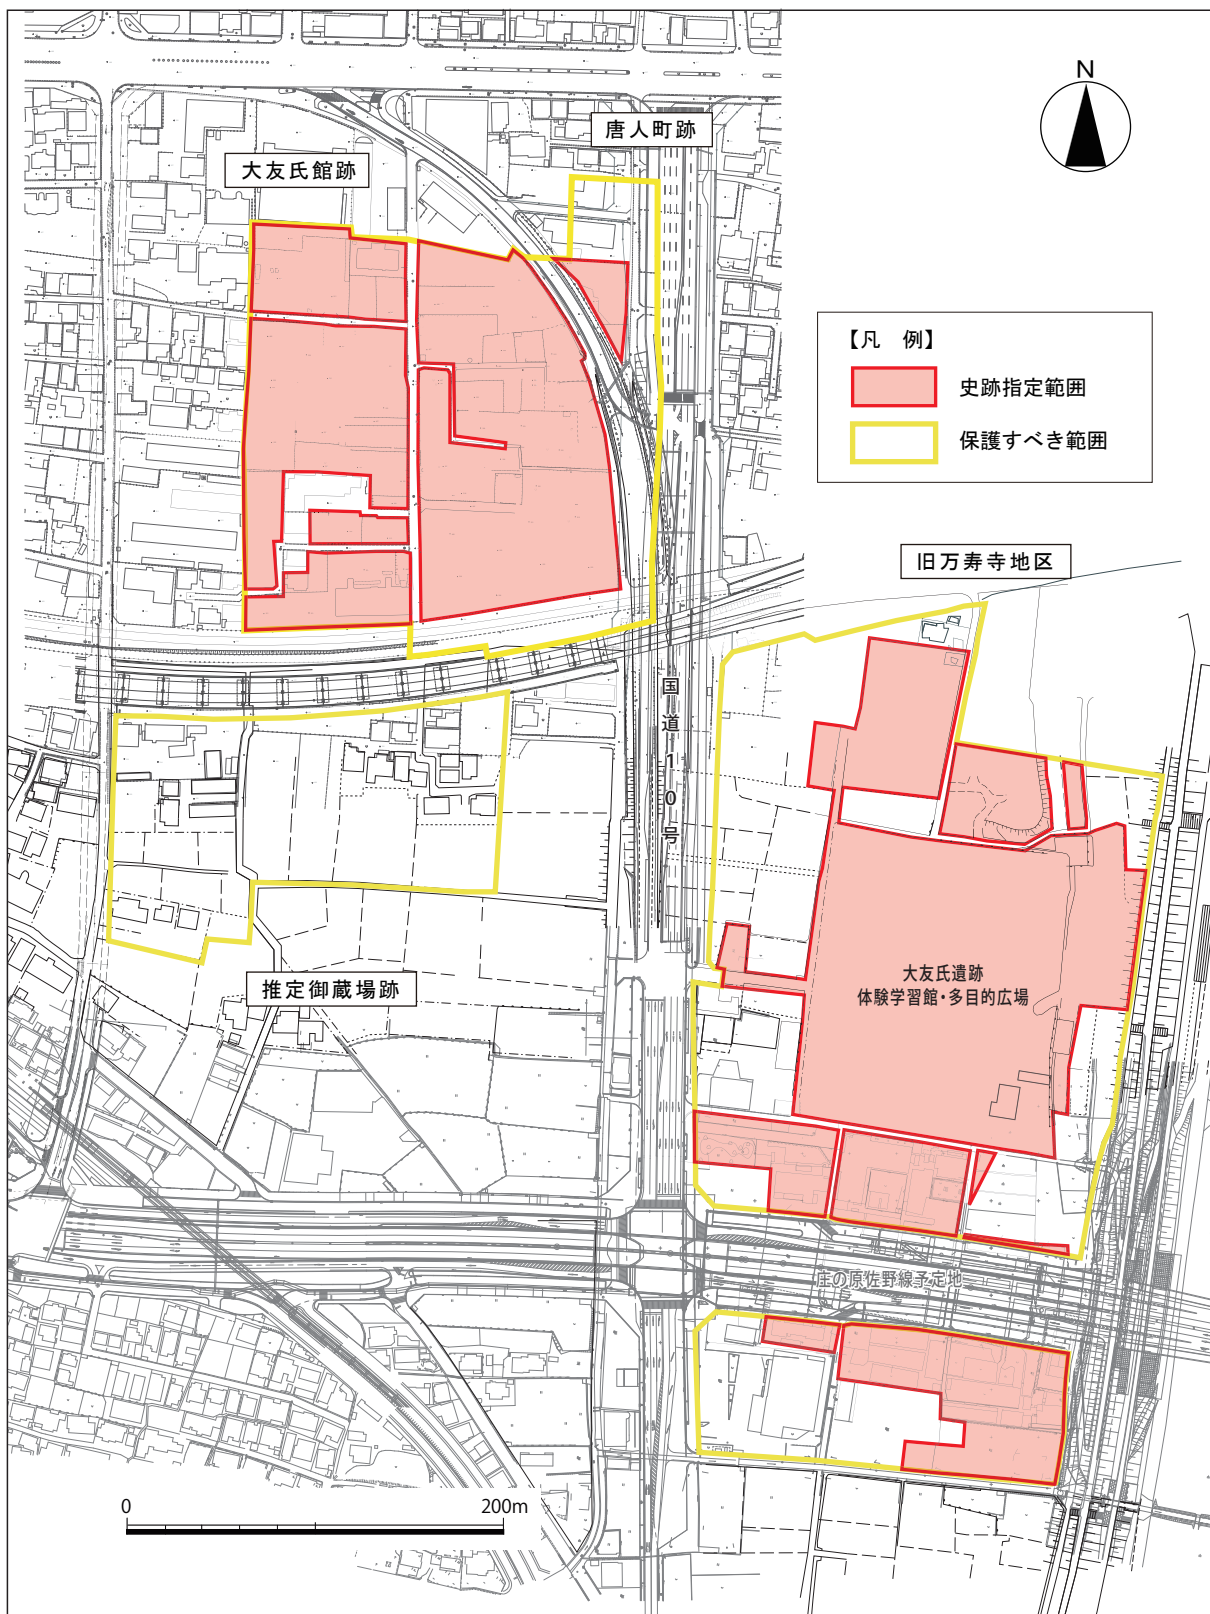 N
唐人町跡
大友氏館跡
【凡　例】
史跡指定範囲
保護すべき範囲
旧万寿寺地区
国道10号
大友氏遺跡
体験学習館・多目的広場
推定御蔵場跡
庄の原佐野線予定地
0 200m